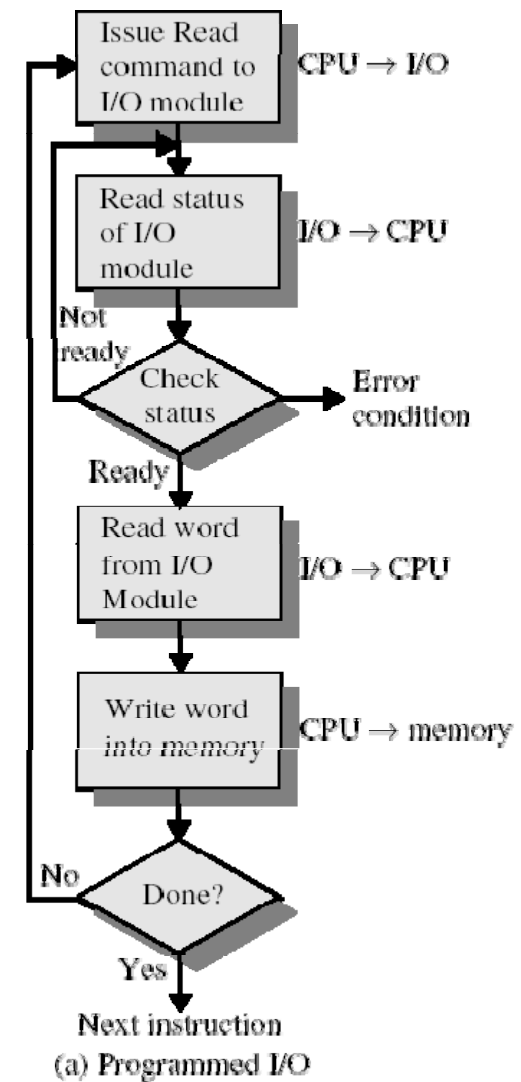 Issue Read
command to
I/O module
CPU → I/O
Read status
of I/O
module
I/O → CPU
Not
ready
Check
status
Error
condition
Ready
Read word
from I/O
Module
I/O → CPU
Write word
into memory
CPU → memory
No
Done?
Yes
Next instruction
(a) Programmed I/O